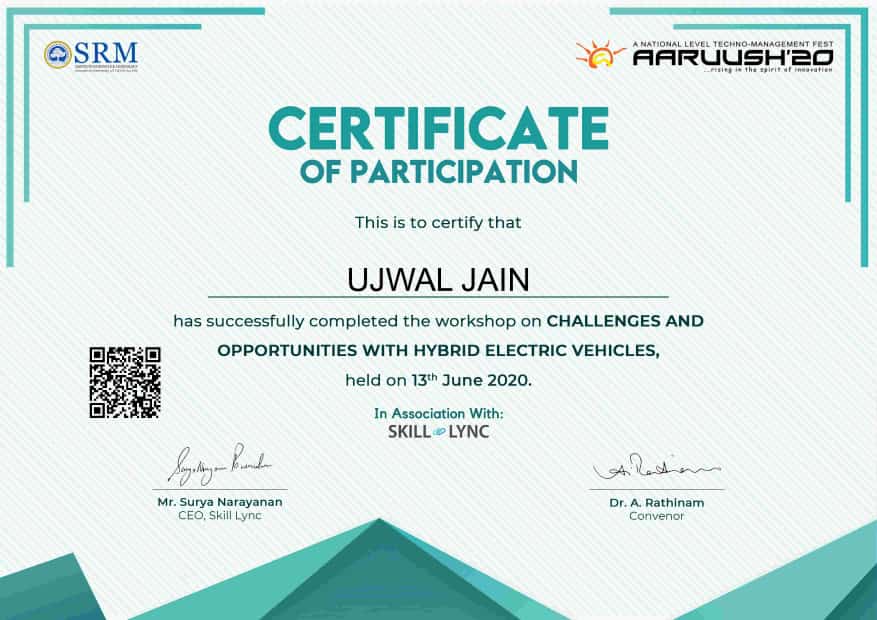 SRM
A NATIONAL LEVEL TECHNO-MANAGEMENT FEST
AARUUSH'20
...rising in the spirit of innovation
CERTIFICATE
OF PARTICIPATION
This is to certify that
UJWAL JAIN
has successfully completed the workshop on CHALLENGES AND
OPPORTUNITIES WITH HYBRID ELECTRIC VEHICLES,
held on 13th June 2020.
In Association With:
SKILL LYNC
Mr. Surya Narayanan
CEO, Skill Lync
Dr. A. Rathinam
Convenor